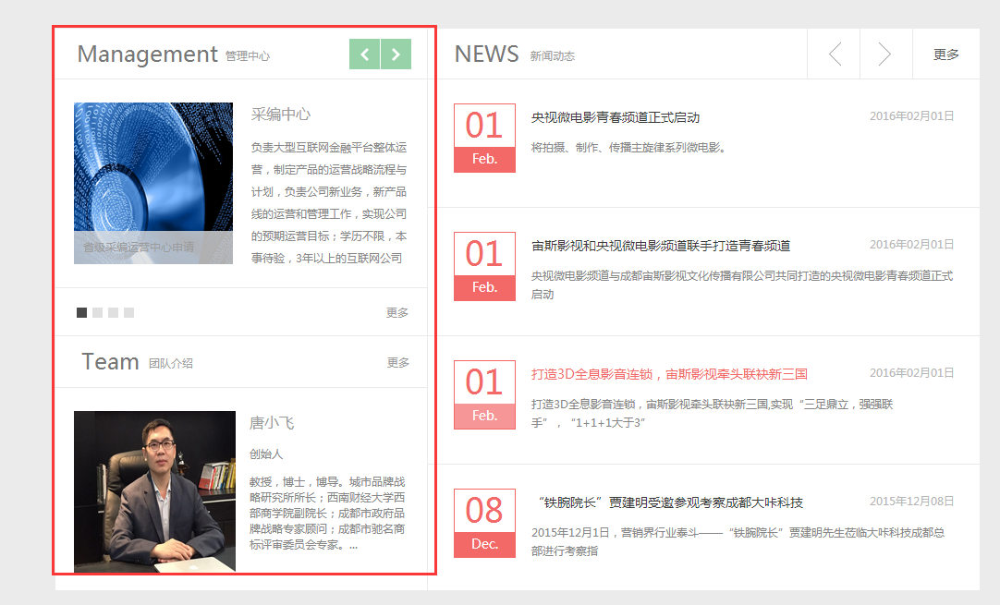 Management 管理中心
采编中心
负责大型互联网金融平台整体运
营，制定产品的运营战略流程与
计划，负责公司新业务，新产品
线的运营和管理工作，实现公司
的预期运营目标；学历不限，本
事待验，3年以上的互联网公司
省级采编运营中心申请
更多
Team 团队介绍 更多
唐小飞
创始人
教授，博士，博导。城市品牌战
略研究所所长；西南财经大学西
部商学院副院长；成都市政府品
牌战略专家顾问；成都市驰名商
标评审委员会专家。...
NEWS 新闻动态 更多
01
Feb.
央视微电影青春频道正式启动 2016年02月01日
将拍摄、制作、传播主旋律系列微电影。
01
Feb.
宙斯影视和央视微电影频道联手打造青春频道 2016年02月01日
央视微电影频道与成都宙斯影视文化传播有限公司共同打造的央视微电影青春频道正式
启动
01
Feb.
打造3D全息影音连锁，宙斯影视牵头联袂新三国 2016年02月01日
打造3D全息影音连锁，宙斯影视牵头联袂新三国,实现“三足鼎立，强强联
手”，“1+1+1大于3”
08
Dec.
“铁腕院长”贾建明受邀参观考察成都大咔科技 2015年12月08日
2015年12月1日，营销界行业泰斗——“铁腕院长”贾建明先生莅临大咔科技成都总
部进行考察指